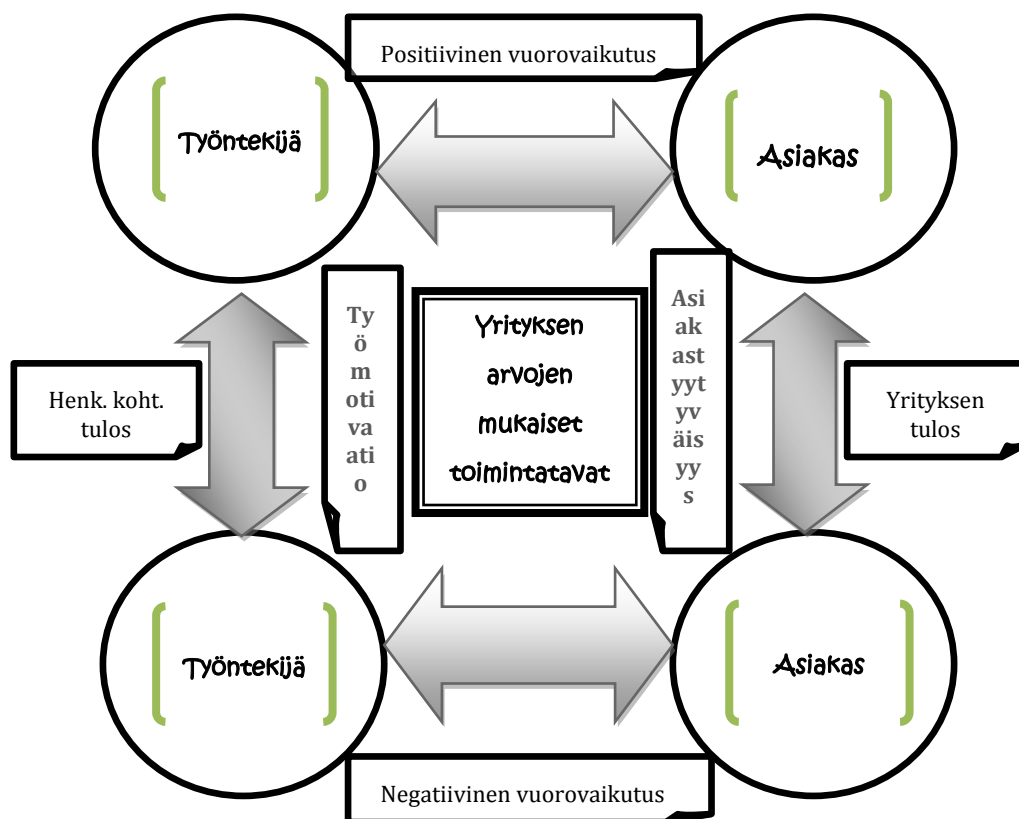 Positiivinen vuorovaikutus
Työntekijä
Asiakas
Henk. koht.
tulos
Ty
ö
m
oti
va
ati
o
Yrityksen
arvojen
mukaiset
toimintatavat
Asi
ak
ast
yyt
yv
äis
yy
s
Yrityksen
tulos
Työntekijä
Asiakas
Negatiivinen vuorovaikutus